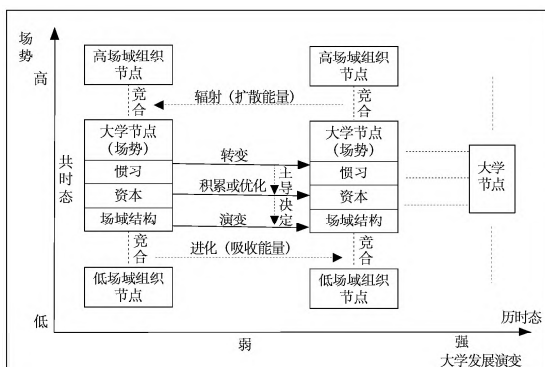 场势
高
共时态
低
高场域组织
节点
竞合
大学节点
(场势)
惯习
资本
场域结构
竞合
低场域组织
节点
辐射（扩散能量）
转变
主导
积累或优化
决定
演变
进化（吸收能量）
高场域组织
节点
竞合
大学节点
(场势)
惯习
资本
场域结构
竞合
低场域组织
节点
大学
节点
弱
强
历时态
大学发展演变